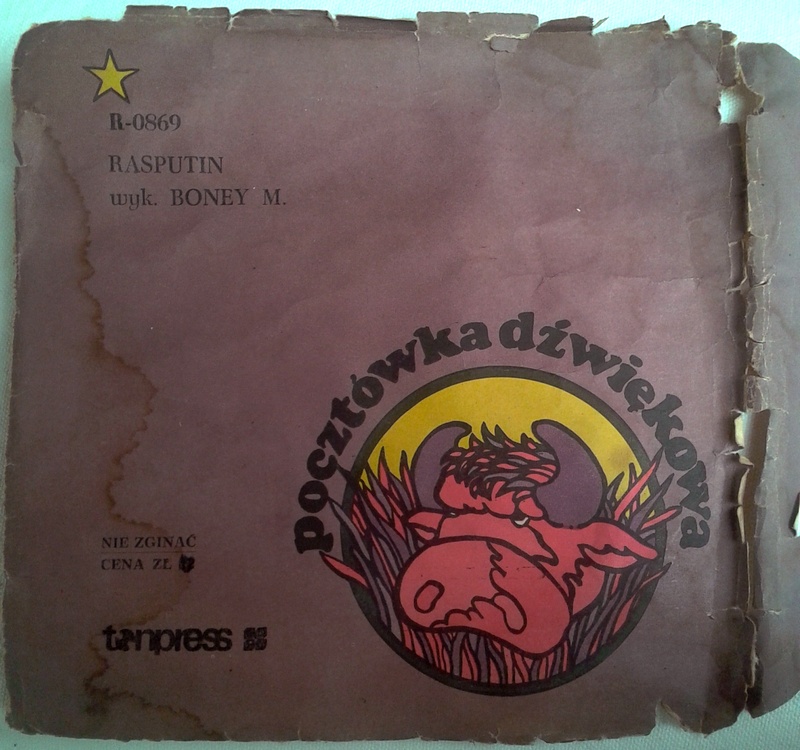 R-0869
RASPUTIN
wyk. BONEY M.
pocztówka dźwiękowa
NIE ZGINAĆ
CENA ZŁ
tonpress